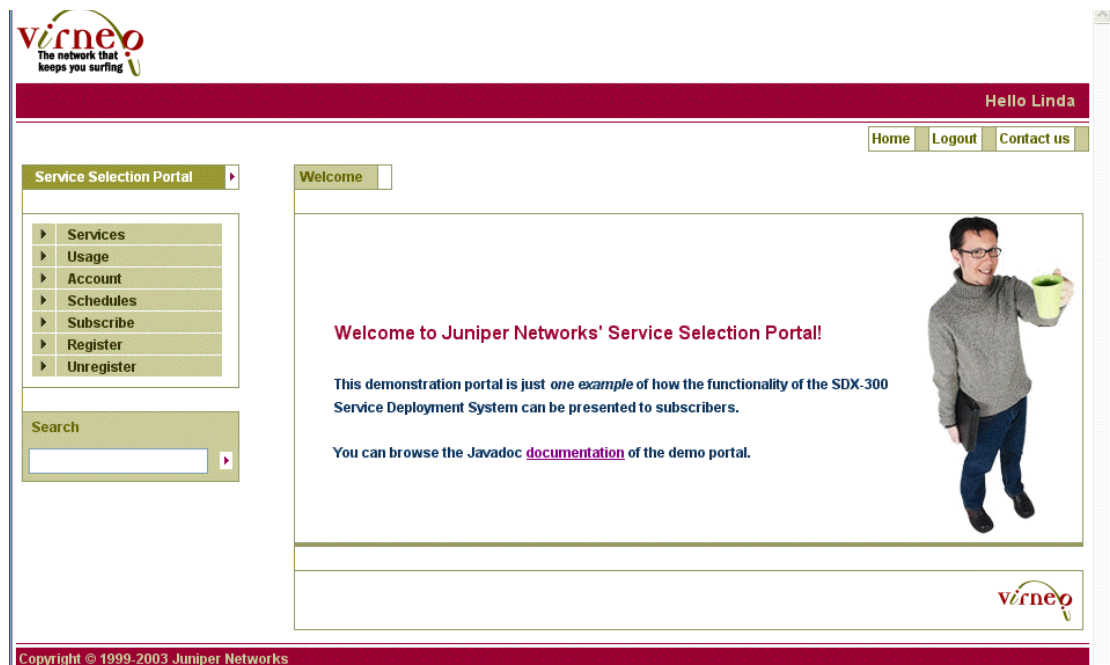 Virneo
The network that
keeps you surfing
Hello Linda
Home Logout Contact us
Service Selection Portal
Welcome
Services
Usage
Account
Schedules
Subscribe
Register
Unregister
Search
Welcome to Juniper Networks' Service Selection Portal!
This demonstration portal is just one example of how the functionality of the SDX-300
Service Deployment System can be presented to subscribers.
You can browse the Javadoc documentation of the demo portal.
Virneo
Copyright © 1999-2003 Juniper Networks